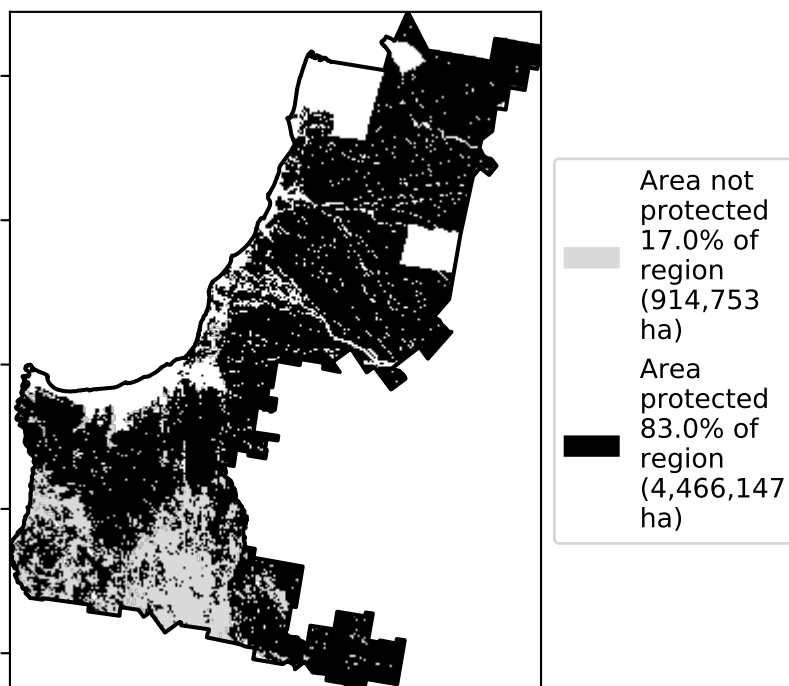 Area not
protected
17.0% of
region
(914,753
ha)
Area
protected
83.0% of
region
(4,466,147
ha)